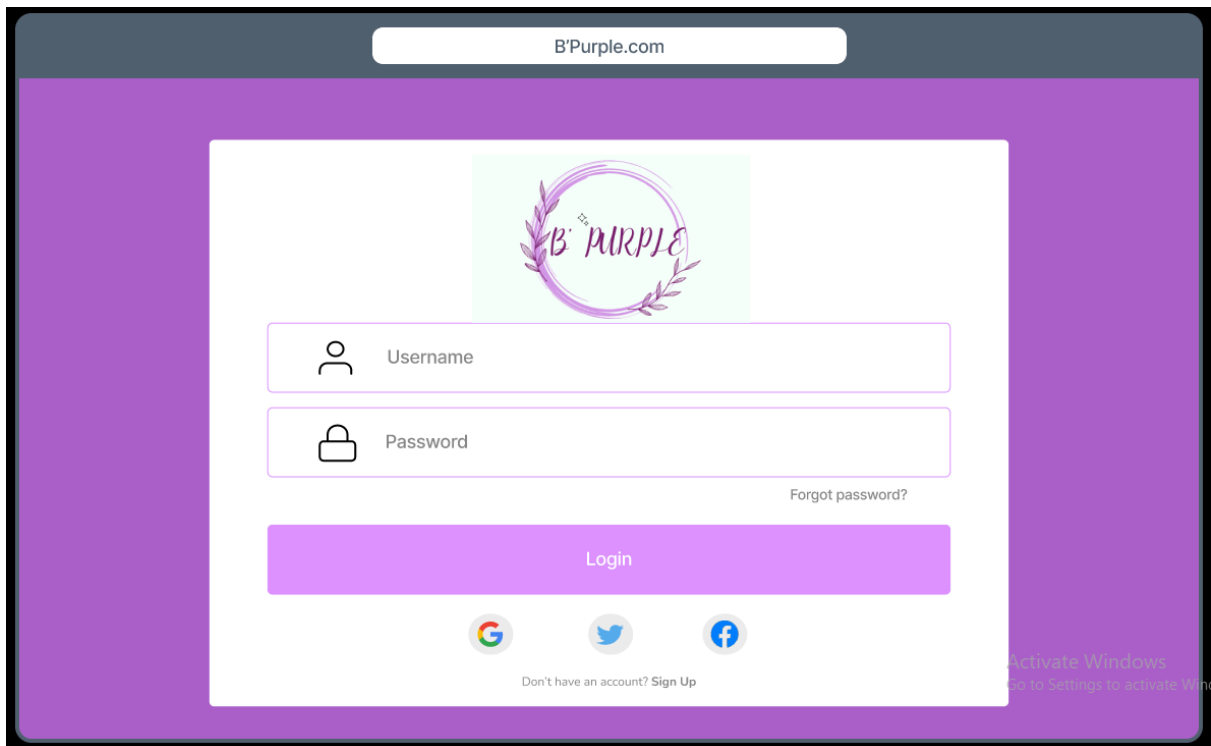 B’Purple.com
B' PURPLE
Username
Password
Forgot password?
Login
Don’t have an account? Sign Up
Activate Windows
Go to Settings to activate